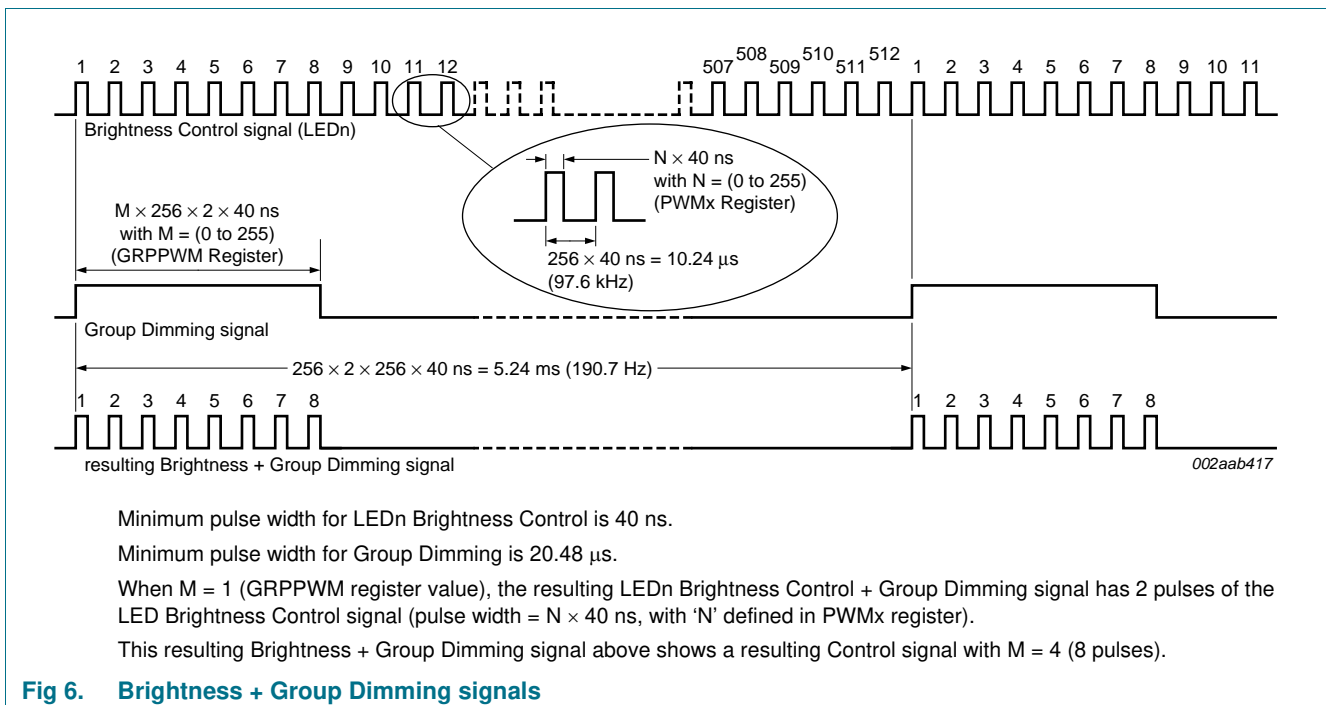 1 2 3 4 5 6 7 8 9 10 11 12 507 508 509 510 511 512 1 2 3 4 5 6 7 8 9 10 11
Brightness Control signal (LEDn)
N × 40 ns
with N = (0 to 255)
(PWMx Register)
256 × 40 ns = 10.24 μs
(97.6 kHz)
M × 256 × 2 × 40 ns
with M = (0 to 255)
(GRPPWM Register)
Group Dimming signal
256 × 2 × 256 × 40 ns = 5.24 ms (190.7 Hz)
1 2 3 4 5 6 7 8 1 2 3 4 5 6 7 8
resulting Brightness + Group Dimming signal
002aab417
Minimum pulse width for LEDn Brightness Control is 40 ns.
Minimum pulse width for Group Dimming is 20.48 μs.
When M = 1 (GRPPWM register value), the resulting LEDn Brightness Control + Group Dimming signal has 2 pulses of the
LED Brightness Control signal (pulse width = N × 40 ns, with ‘N’ defined in PWMx register).
This resulting Brightness + Group Dimming signal above shows a resulting Control signal with M = 4 (8 pulses).
Fig 6. Brightness + Group Dimming signals